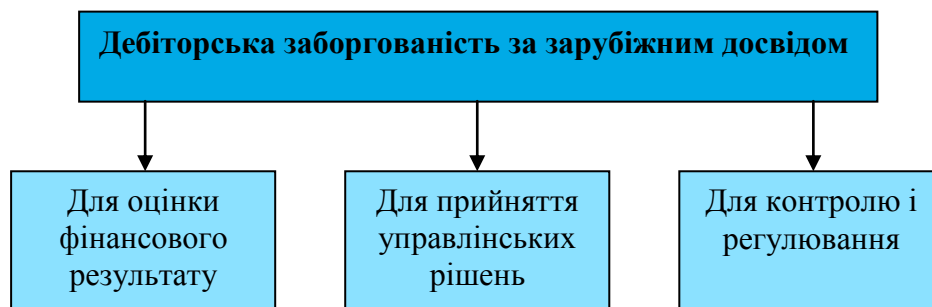 Дебіторська заборгованість за зарубіжним досвідом
Для оцінки
фінансового
результату
Для прийняття
управлінських
рішень
Для контролю і
регулювання